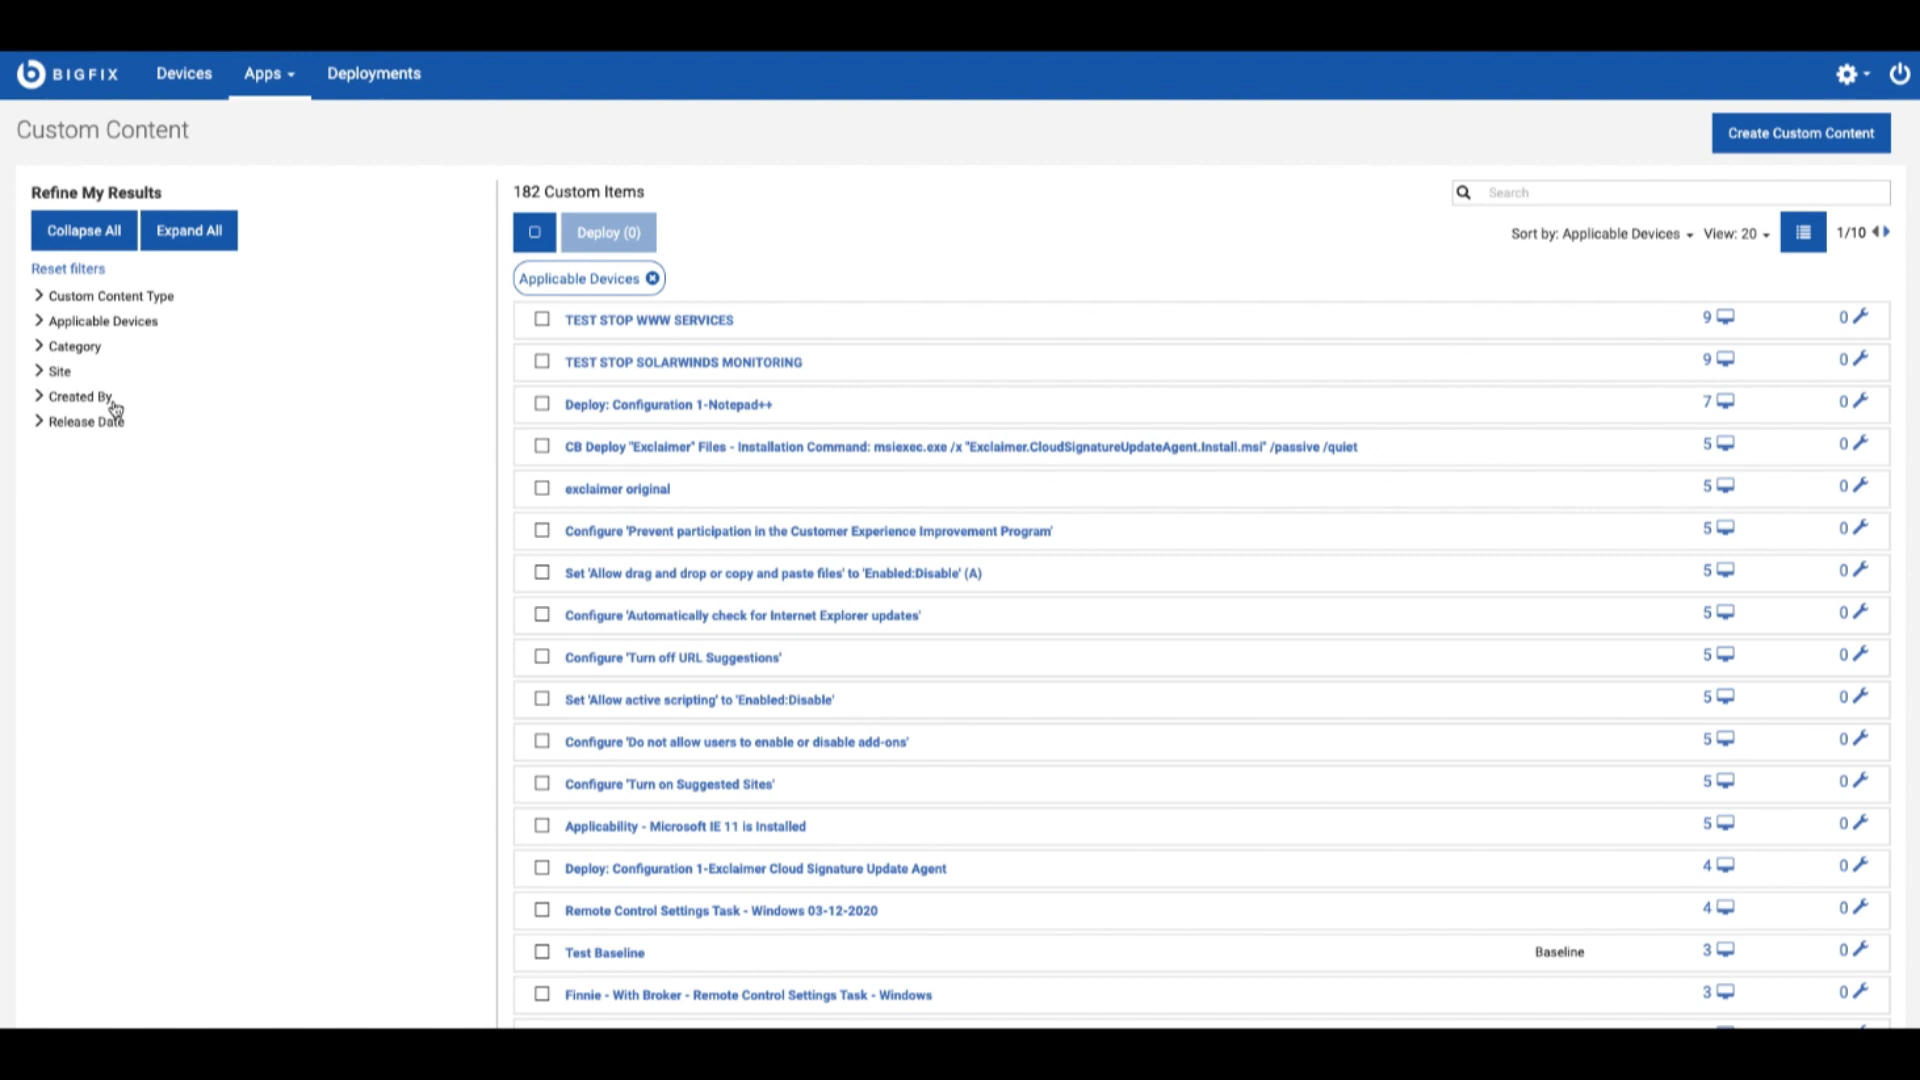 BIGFIX Devices Apps Deployments
Custom Content
Create Custom Content
Refine My Results
Collapse All Expand All
Reset filters
Custom Content Type
Applicable Devices
Category
Site
Created By
Release Date
182 Custom Items
Search
Deploy (0)
Sort by: Applicable Devices View: 20 1/10
Applicable Devices
TEST STOP WWW SERVICES 9 0
TEST STOP SOLARWINDS MONITORING 9 0
Deploy: Configuration 1-Notepad++ 7 0
CB Deploy "Exclaimer" Files - Installation Command: msiexec.exe /x "Exclaimer.CloudSignatureUpdateAgent.Install.msi" /passive /quiet 5 0
exclaimer original 5 0
Configure 'Prevent participation in the Customer Experience Improvement Program' 5 0
Set 'Allow drag and drop or copy and paste files' to 'Enabled:Disable' (A) 5 0
Configure 'Automatically check for Internet Explorer updates' 5 0
Configure 'Turn off URL Suggestions' 5 0
Set 'Allow active scripting' to 'Enabled:Disable' 5 0
Configure 'Do not allow users to enable or disable add-ons' 5 0
Configure 'Turn on Suggested Sites' 5 0
Applicability - Microsoft IE 11 is Installed 5 0
Deploy: Configuration 1-Exclaimer Cloud Signature Update Agent 4 0
Remote Control Settings Task - Windows 03-12-2020 4 0
Test Baseline Baseline 3 0
Finnie - With Broker - Remote Control Settings Task - Windows 3 0